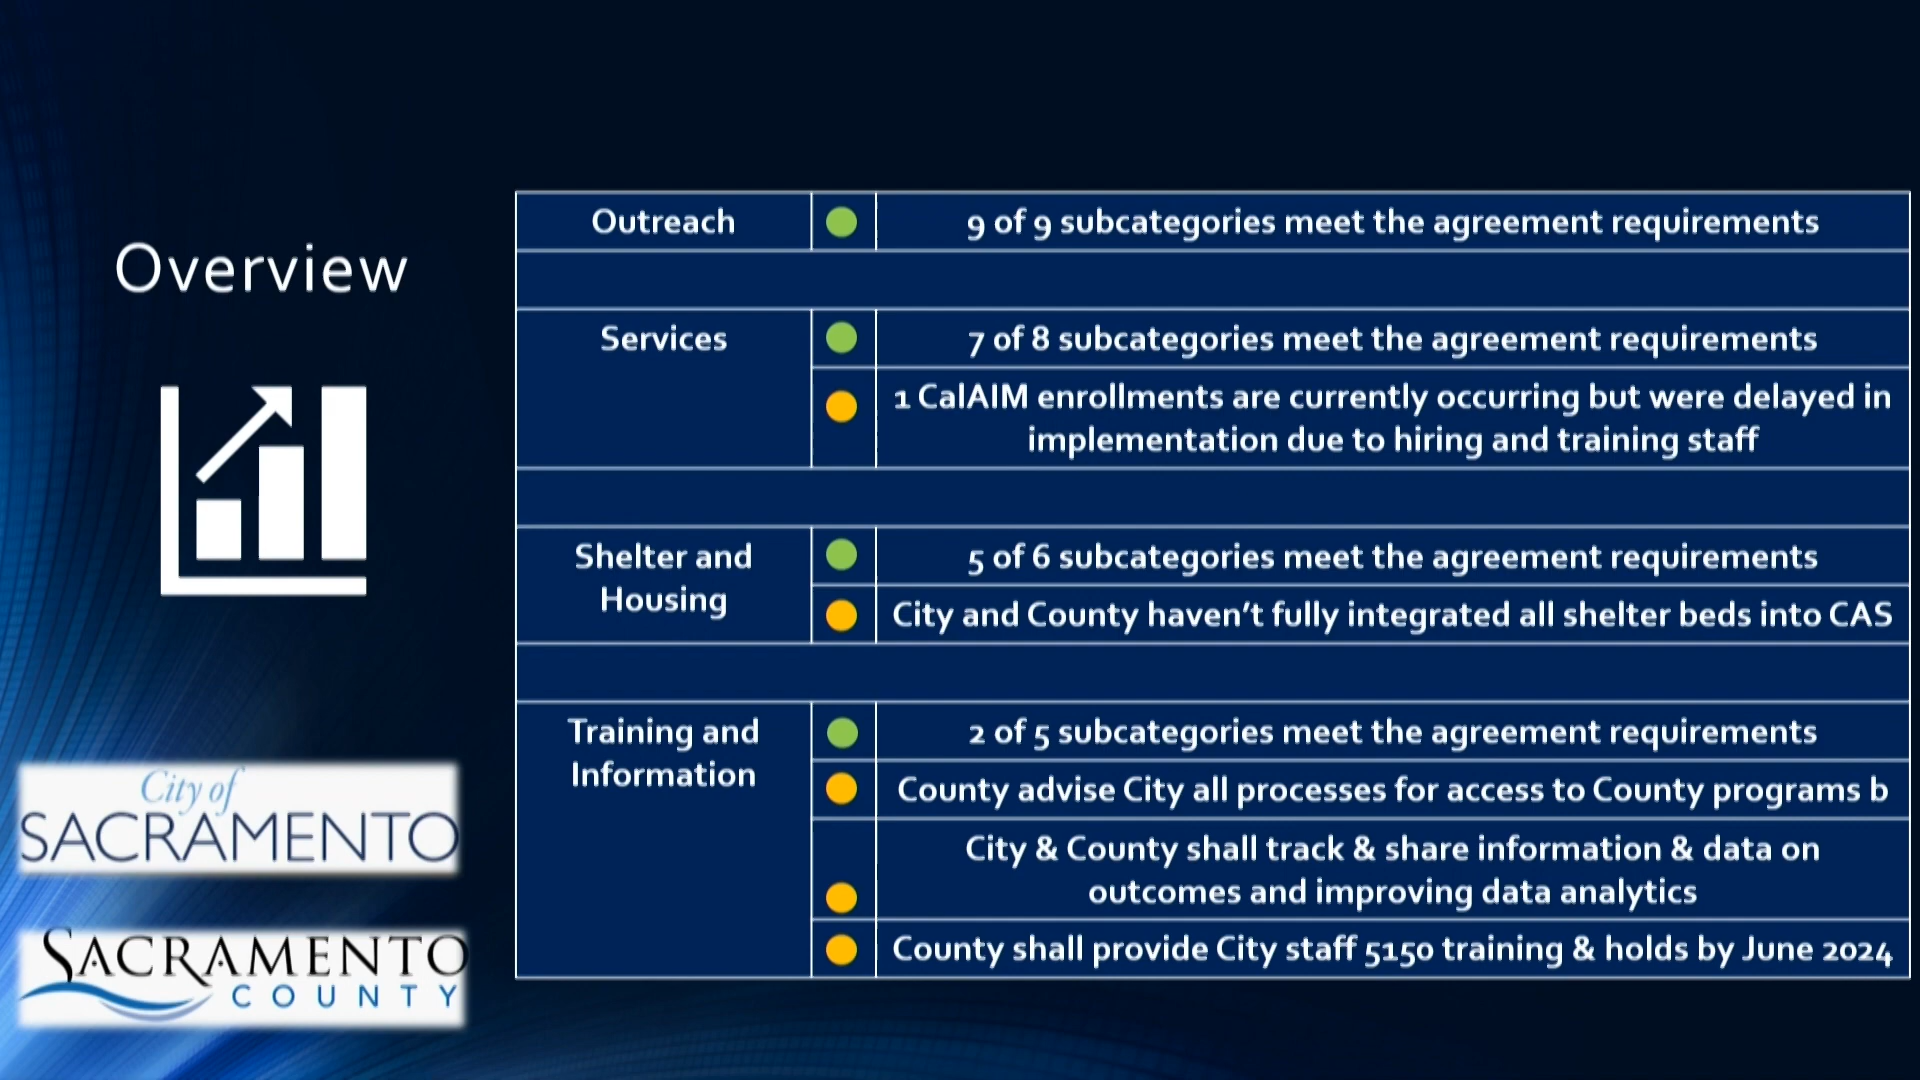 Overview
City of
SACRAMENTO
SACRAMENTO
COUNTY
Outreach
9 of 9 subcategories meet the agreement requirements
Services
7 of 8 subcategories meet the agreement requirements
1 CalAIM enrollments are currently occurring but were delayed in
implementation due to hiring and training staff
Shelter and
Housing
5 of 6 subcategories meet the agreement requirements
City and County haven't fully integrated all shelter beds into CAS
Training and
Information
2 of 5 subcategories meet the agreement requirements
County advise City all processes for access to County programs b
City & County shall track & share information & data on
outcomes and improving data analytics
County shall provide City staff 5150 training & holds by June 2024